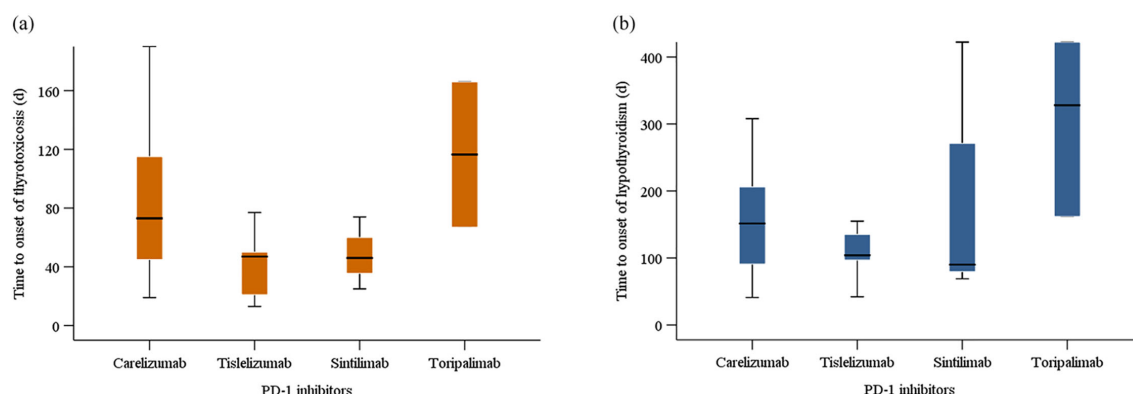 (a)
Time to onset of thyrotoxicosis (d)
160
120
80
40
0
Carelizumab Tislelizumab Sintilimab Toripalimab
PD-1 inhibitors
(b)
Time to onset of hypothyroidism (d)
400
300
200
100
0
Carelizumab Tislelizumab Sintilimab Toripalimab
PD-1 inhibitors